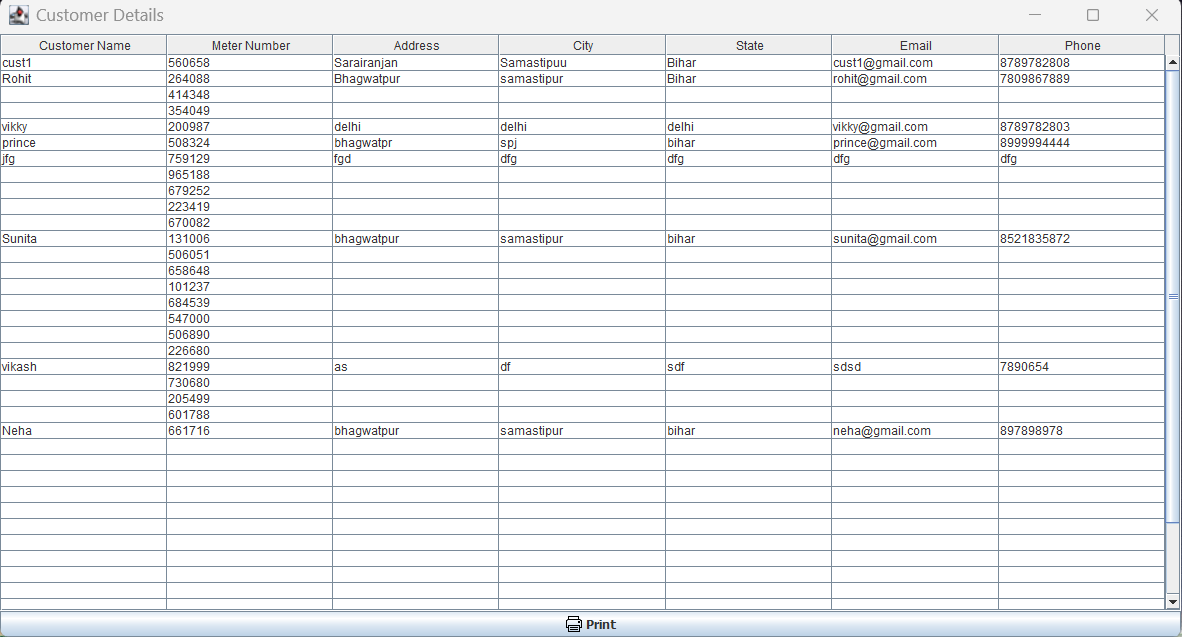 Customer Details
Customer Name Meter Number Address City State Email Phone
cust1 560658 Sarairanjan Samastipuu Bihar cust1@gmail.com 8789782808
Rohit 264088 Bhagwatpur samastipur Bihar rohit@gmail.com 7809867889
414348
354049
vikky 200987 delhi delhi delhi vikky@gmail.com 8789782803
prince 508324 bhagwatpr spj bihar prince@gmail.com 8999994444
jfg 759129 fgd dfg dfg dfg dfg
965188
679252
223419
670082
Sunita 131006 bhagwatpur samastipur bihar sunita@gmail.com 8521835872
506051
658648
101237
684539
547000
506890
226680
vikash 821999 as df sdf sdsd 7890654
730680
205499
601788
Neha 661716 bhagwatpur samastipur bihar neha@gmail.com 897898978
Print